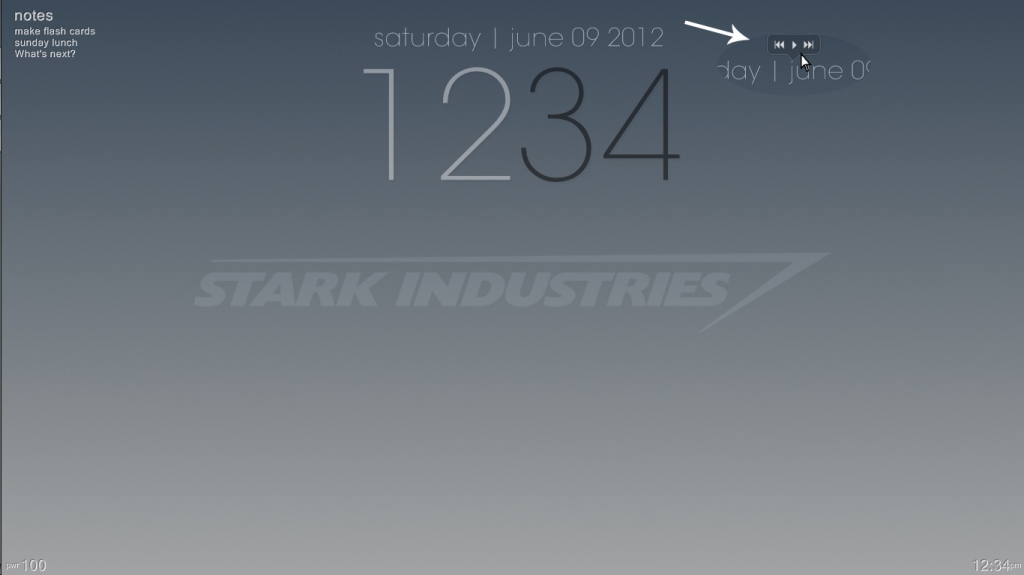 notes
make flash cards
sunday lunch
What's next?
saturday | june 09 2012
1234
day | june 09
STARK INDUSTRIES
pwr 100
12:34pm